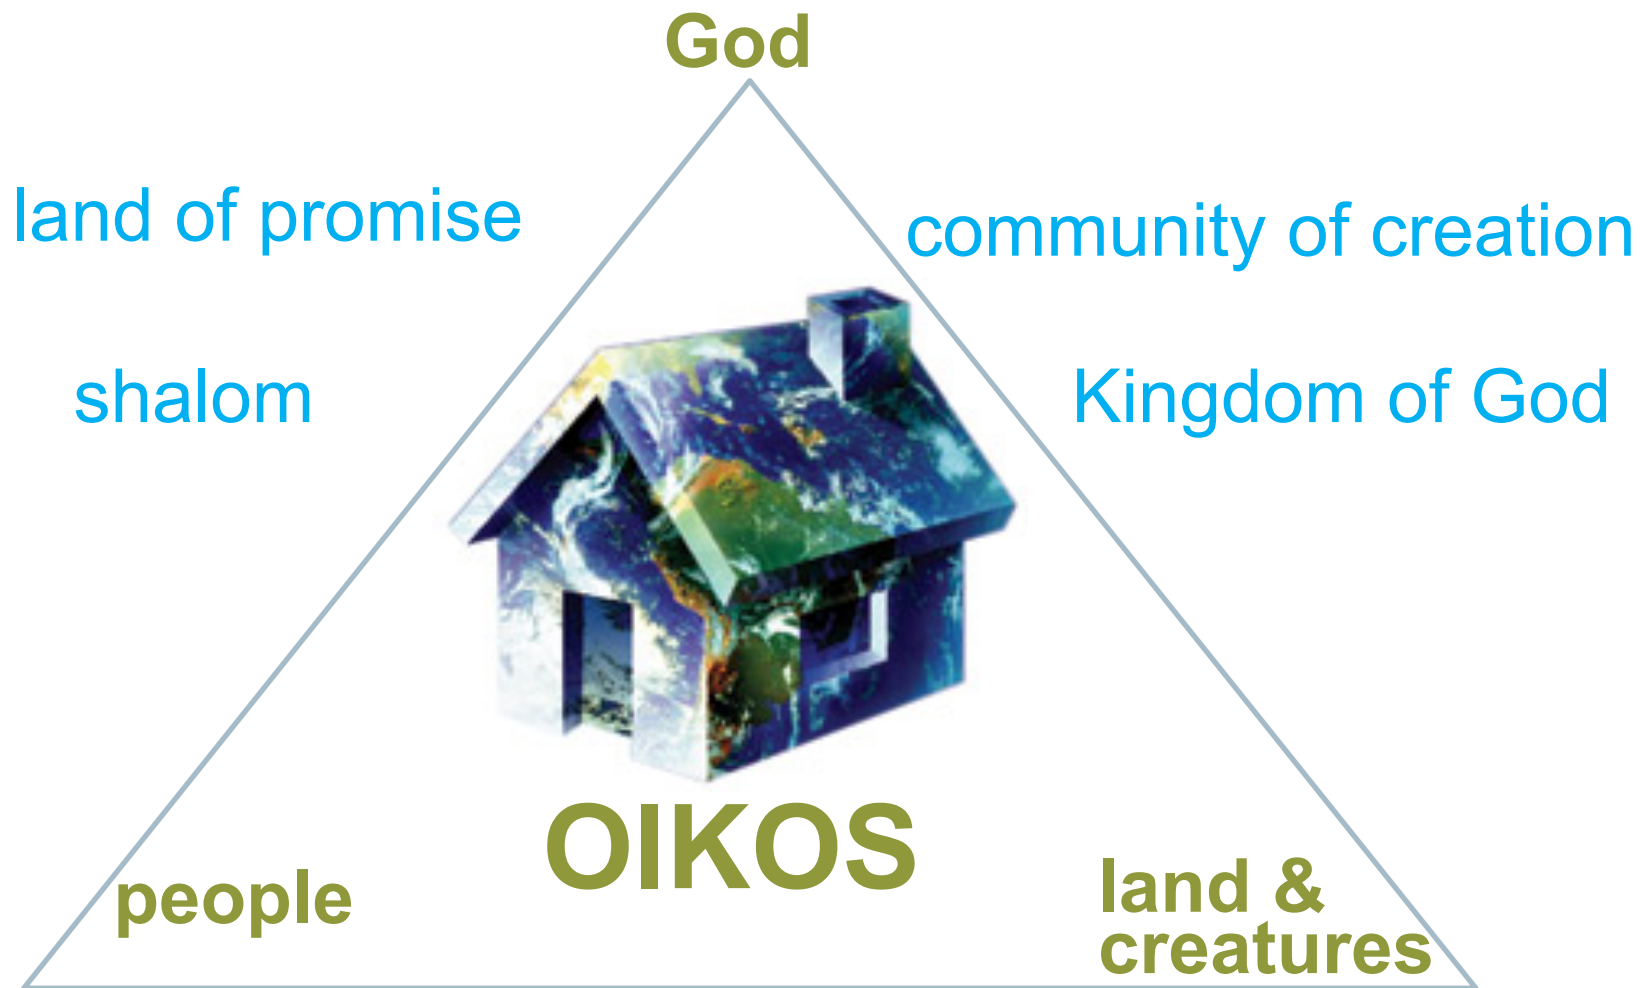 God
land of promise
community of creation
shalom
Kingdom of God
OIKOS
people
land &
creatures